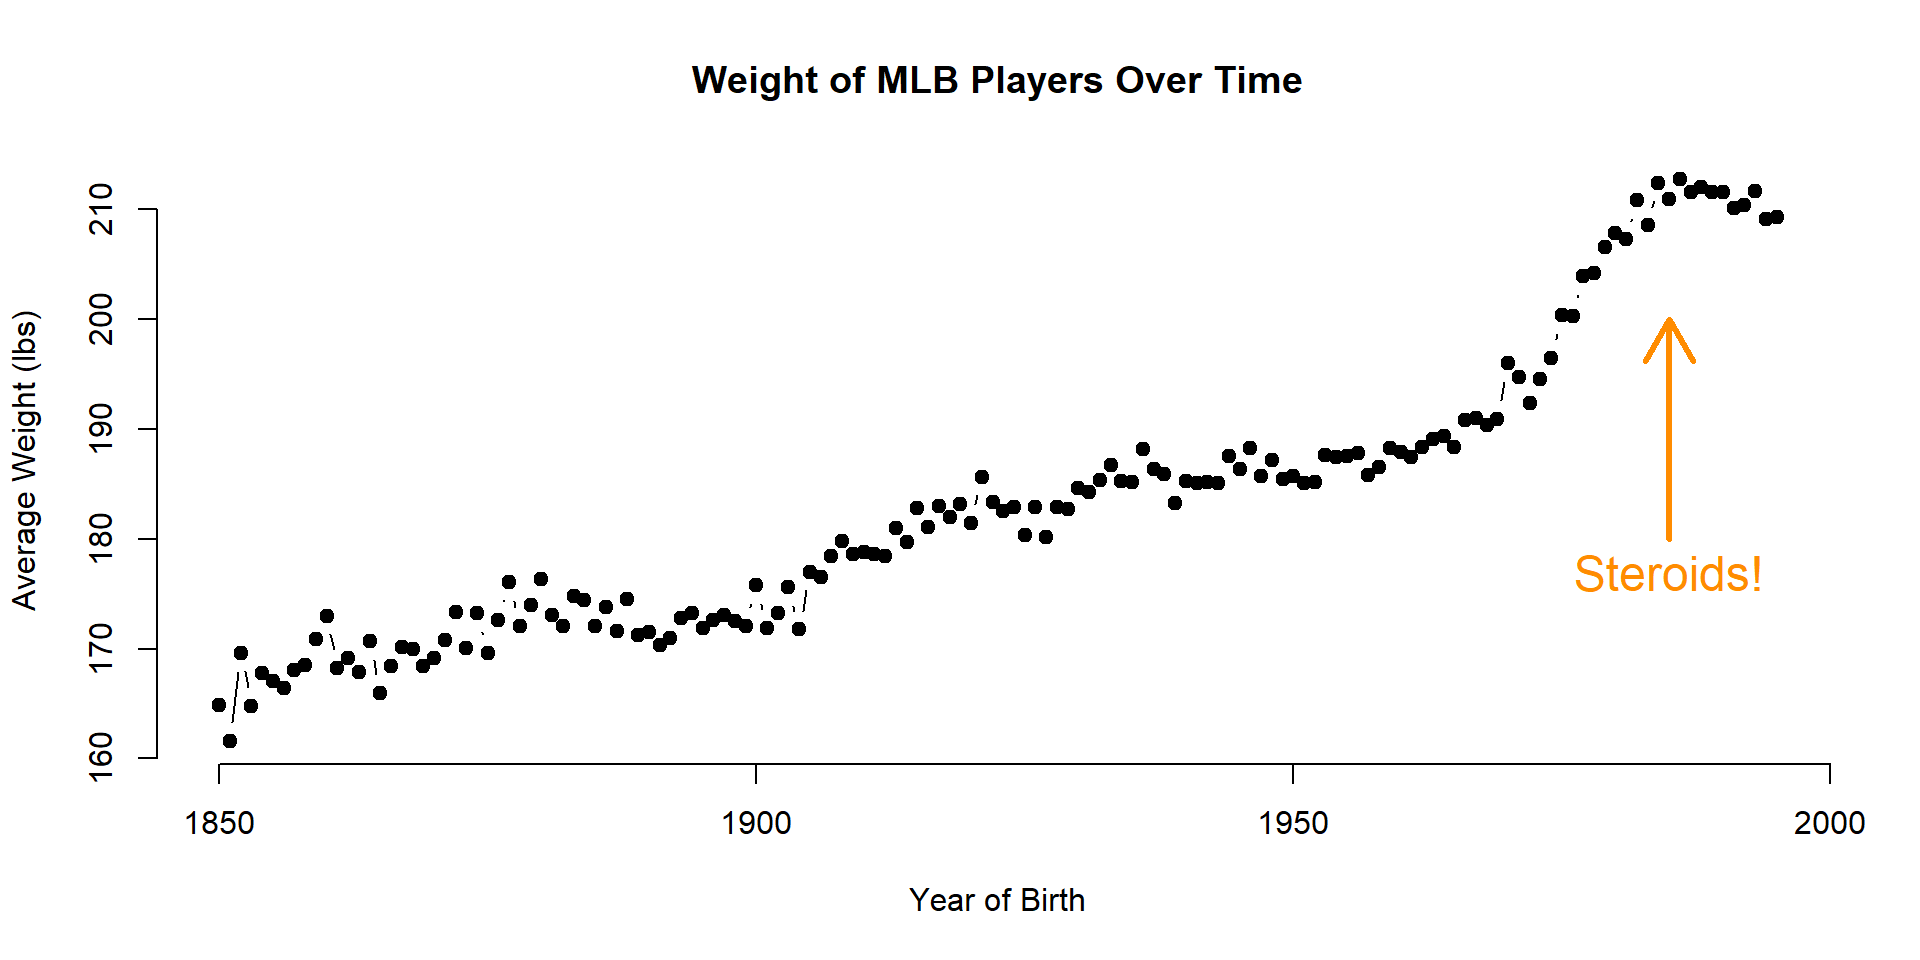 Weight of MLB Players Over Time
Average Weight (lbs)
210
200
190
180
170
160
Steroids!
1850 1900 1950 2000
Year of Birth